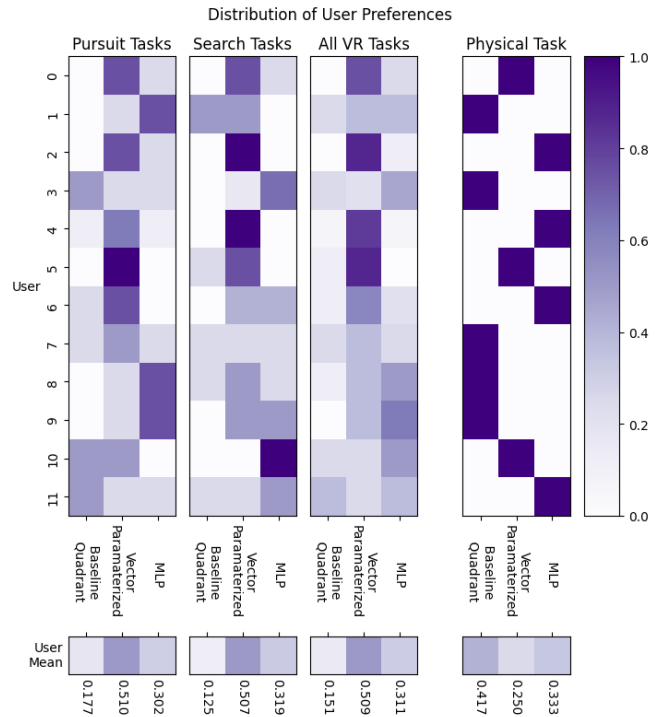 Distribution of User Preferences
Pursuit Tasks
Search Tasks
All VR Tasks
Physical Task
User
0
1
2
3
4
5
6
7
8
9
10
11
1.0
0.8
0.6
0.4
0.2
0.0
Baseline
Quadrant
Vector
Paramaterized
MLP
Baseline
Quadrant
Vector
Paramaterized
MLP
Baseline
Quadrant
Vector
Paramaterized
MLP
Baseline
Quadrant
Vector
Paramaterized
MLP
User
Mean
0.177
0.510
0.302
0.125
0.507
0.319
0.151
0.509
0.311
0.417
0.250
0.333